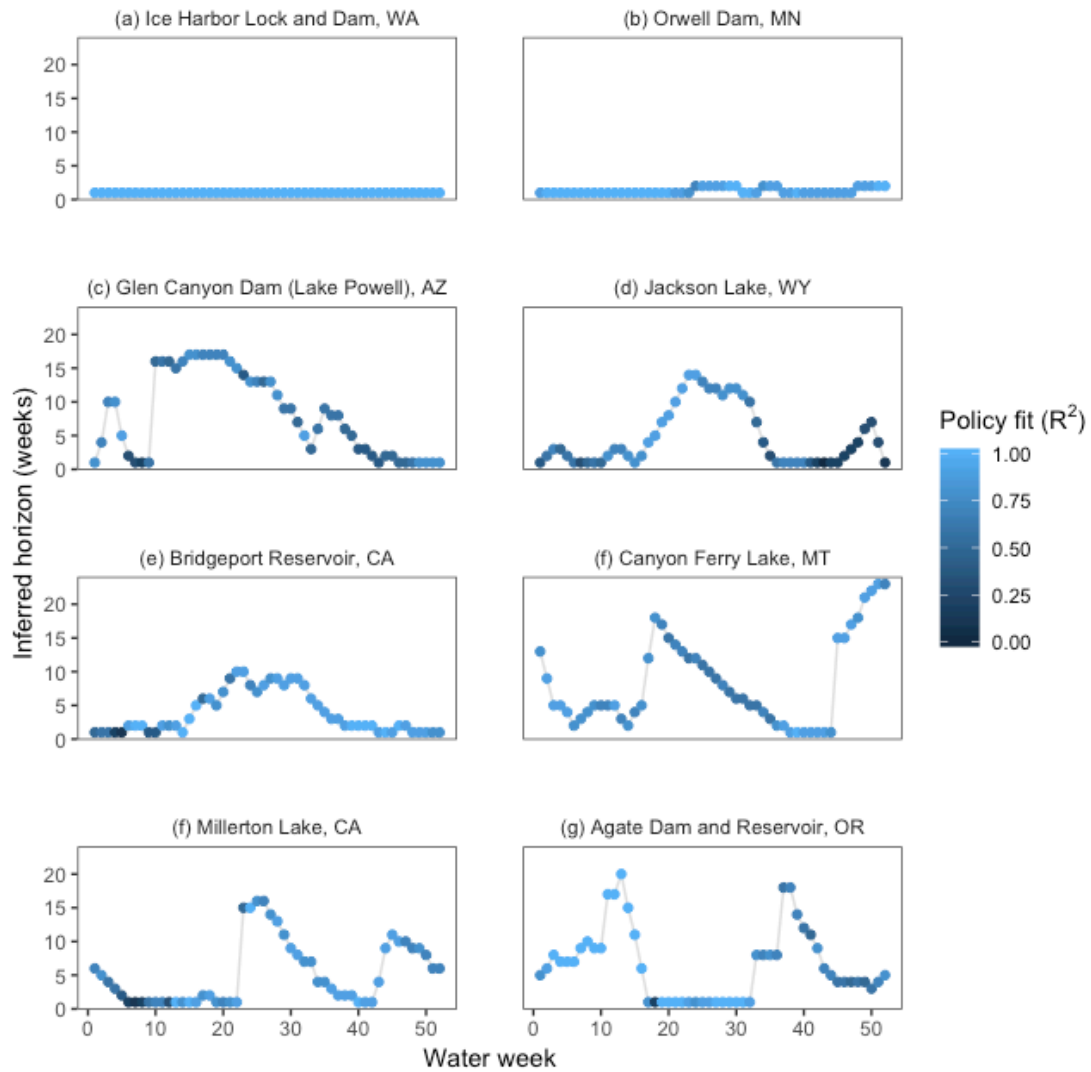 (a) Ice Harbor Lock and Dam, WA
(b) Orwell Dam, MN
20
15
10
5
0
(c) Glen Canyon Dam (Lake Powell), AZ
(d) Jackson Lake, WY
20
15
10
5
0
Inferred horizon (weeks)
Policy fit (R²)
1.00
0.75
0.50
0.25
0.00
(e) Bridgeport Reservoir, CA
(f) Canyon Ferry Lake, MT
20
15
10
5
0
(f) Millerton Lake, CA
(g) Agate Dam and Reservoir, OR
20
15
10
5
0
0 10 20 30 40 50
0 10 20 30 40 50
Water week